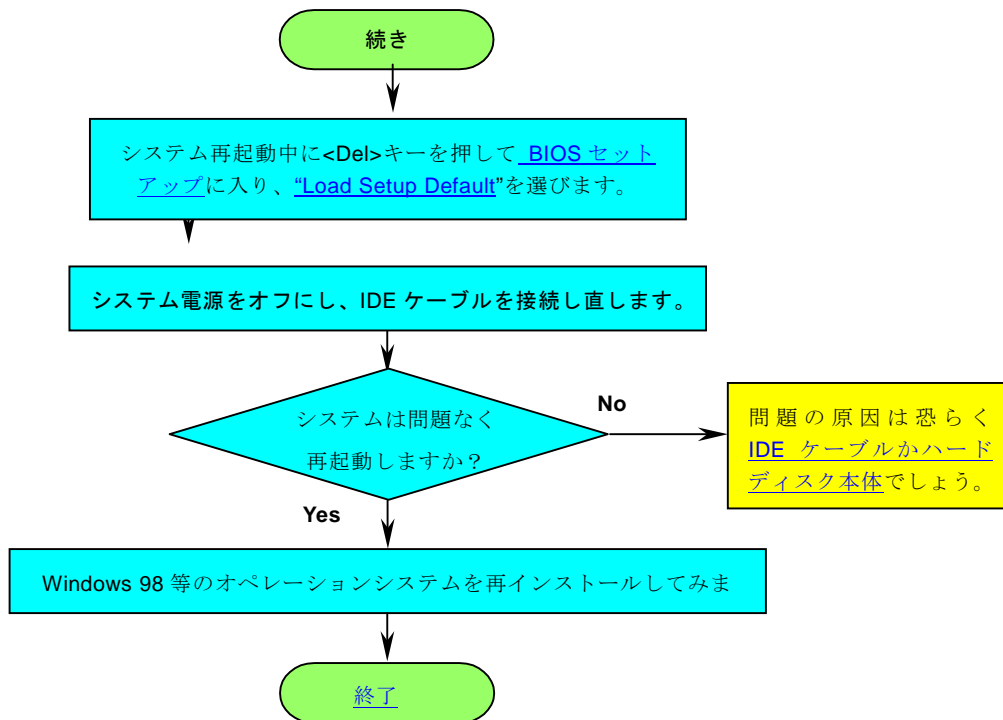 続き
システム再起動中に<Del>キーを押して BIOS セット
アップに入り、“Load Setup Default”を選びます。
システム電源をオフにし、IDE ケーブルを接続し直します。
システムは問題なく
再起動しますか？
No
問題の原因は恐らく
IDE ケーブルかハード
ディスク本体でしょう。
Yes
Windows 98 等のオペレーションシステムを再インストールしてみま
終了